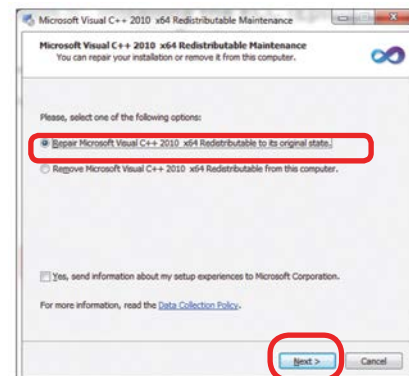 Microsoft Visual C++ 2010 x64 Redistributable Maintenance
Microsoft Visual C++ 2010 x64 Redistributable Maintenance
You can repair your installation or remove it from this computer.
Please, select one of the following options:
Repair Microsoft Visual C++ 2010 x64 Redistributable to its original state.
Remove Microsoft Visual C++ 2010 x64 Redistributable from this computer.
Yes, send information about my setup experiences to Microsoft Corporation.
For more information, read the Data Collection Policy.
Next > Cancel